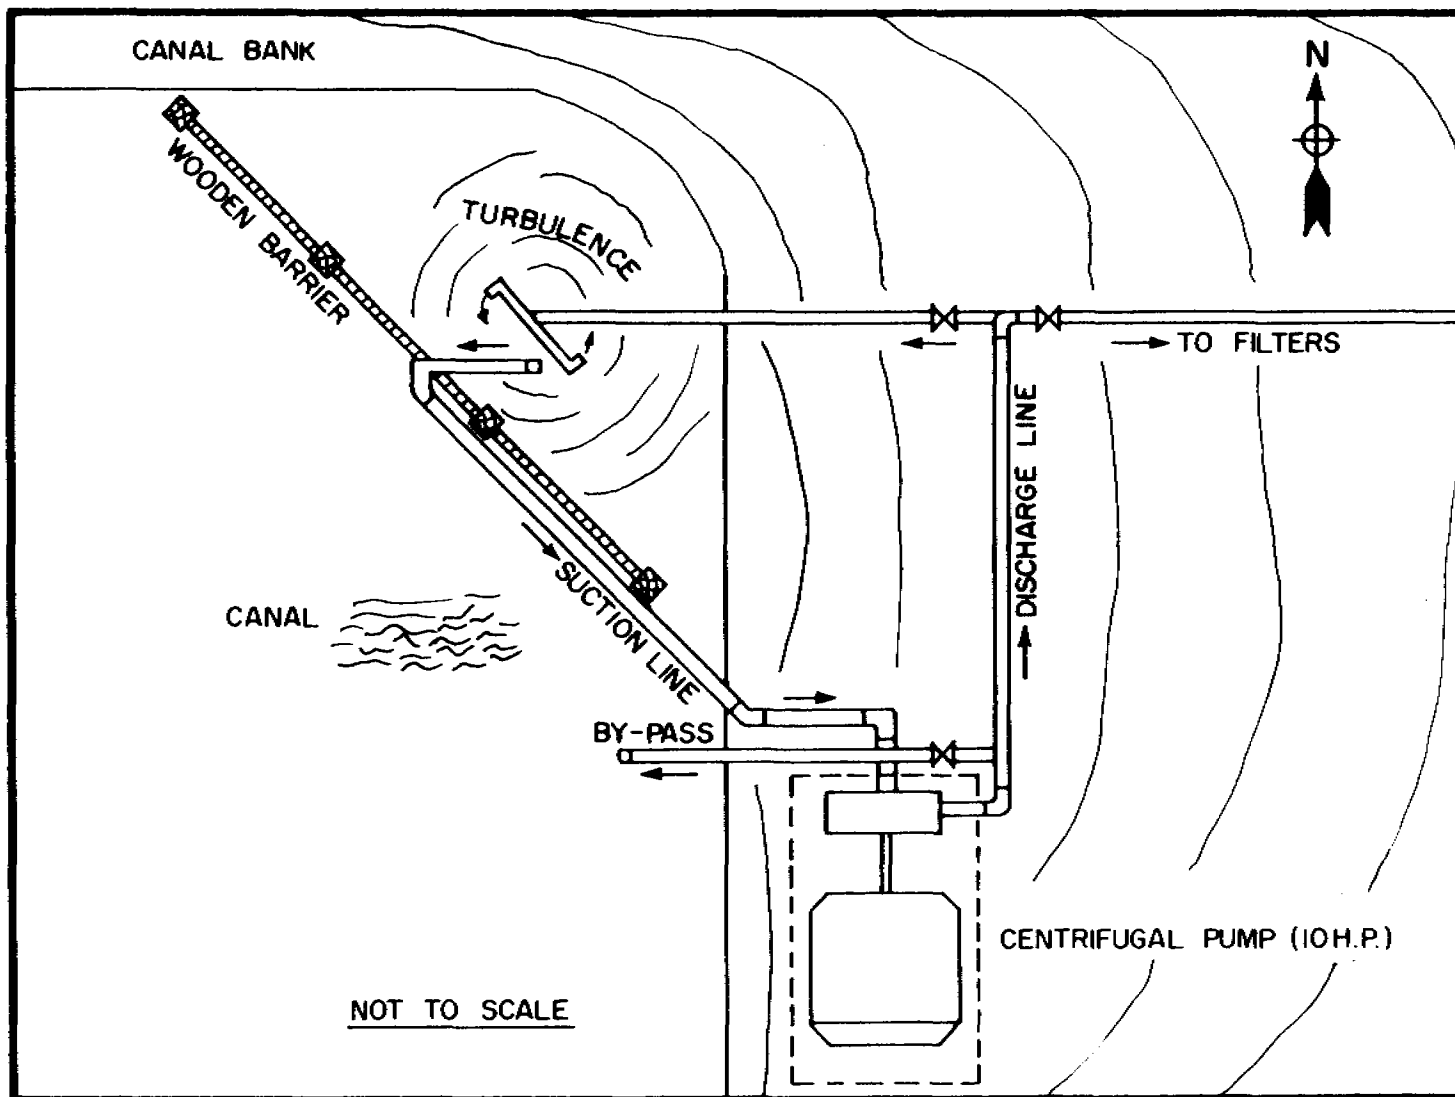 CANAL BANK
N
WOODEN BARRIER
TURBULENCE
TO FILTERS
DISCHARGE LINE
SUCTION LINE
CANAL
BY-PASS
CENTRIFUGAL PUMP (10 H.P.)
NOT TO SCALE